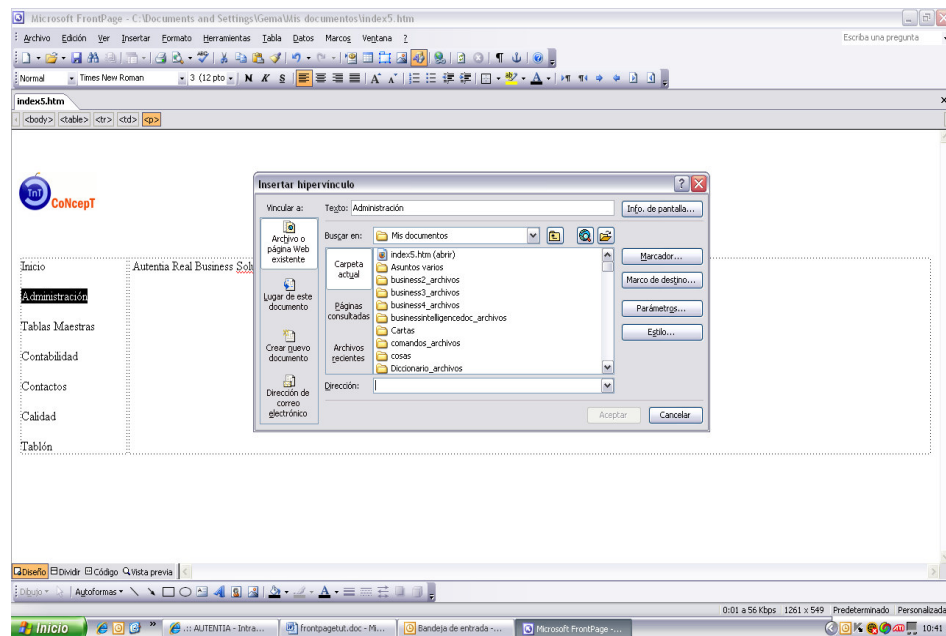 Microsoft FrontPage - C:\Documents and Settings\Gema\Mis documentos\index5.htm
Archivo Edición Ver Insertar Formato Herramientas Tabla Datos Marcos Ventana ? Escriba una pregunta
Normal Times New Roman 3 (12 pto N K S
index5.htm
<body> <table> <tr> <td> <p>
TnT CoNcepT
Insertar hipervínculo
Vincular a: Texto: Administración Info. de pantalla...
Archivo o página Web existente
Buscar en: Mis documentos
Carpeta actual
Páginas consultadas
Archivos recientes
index5.htm (abrir)
Asuntos varios
business2_archivos
business3_archivos
business4_archivos
businessintelligencedoc_archivos
Cartas
comandos_archivos
cosas
Diccionario_archivos
Marcador...
Marco de destino...
Parámetros...
Estilo...
Lugar de este documento
Crear nuevo documento
Dirección de correo electrónico
Dirección:
Aceptar Cancelar
Inicio Autentia Real Business Solu
Administración
Tablas Maestras
Contabilidad
Contactos
Calidad
Tablón
Diseño Dividir Código Vista previa
Dibujo Autoformas
0:01 a 56 Kbps 1261 x 549 Predeterminado Personalizada
Inicio .:: AUTENTIA - Intra... frontpagetut.doc - Mi... Bandeja de entrada -... Microsoft FrontPage -... 10:41